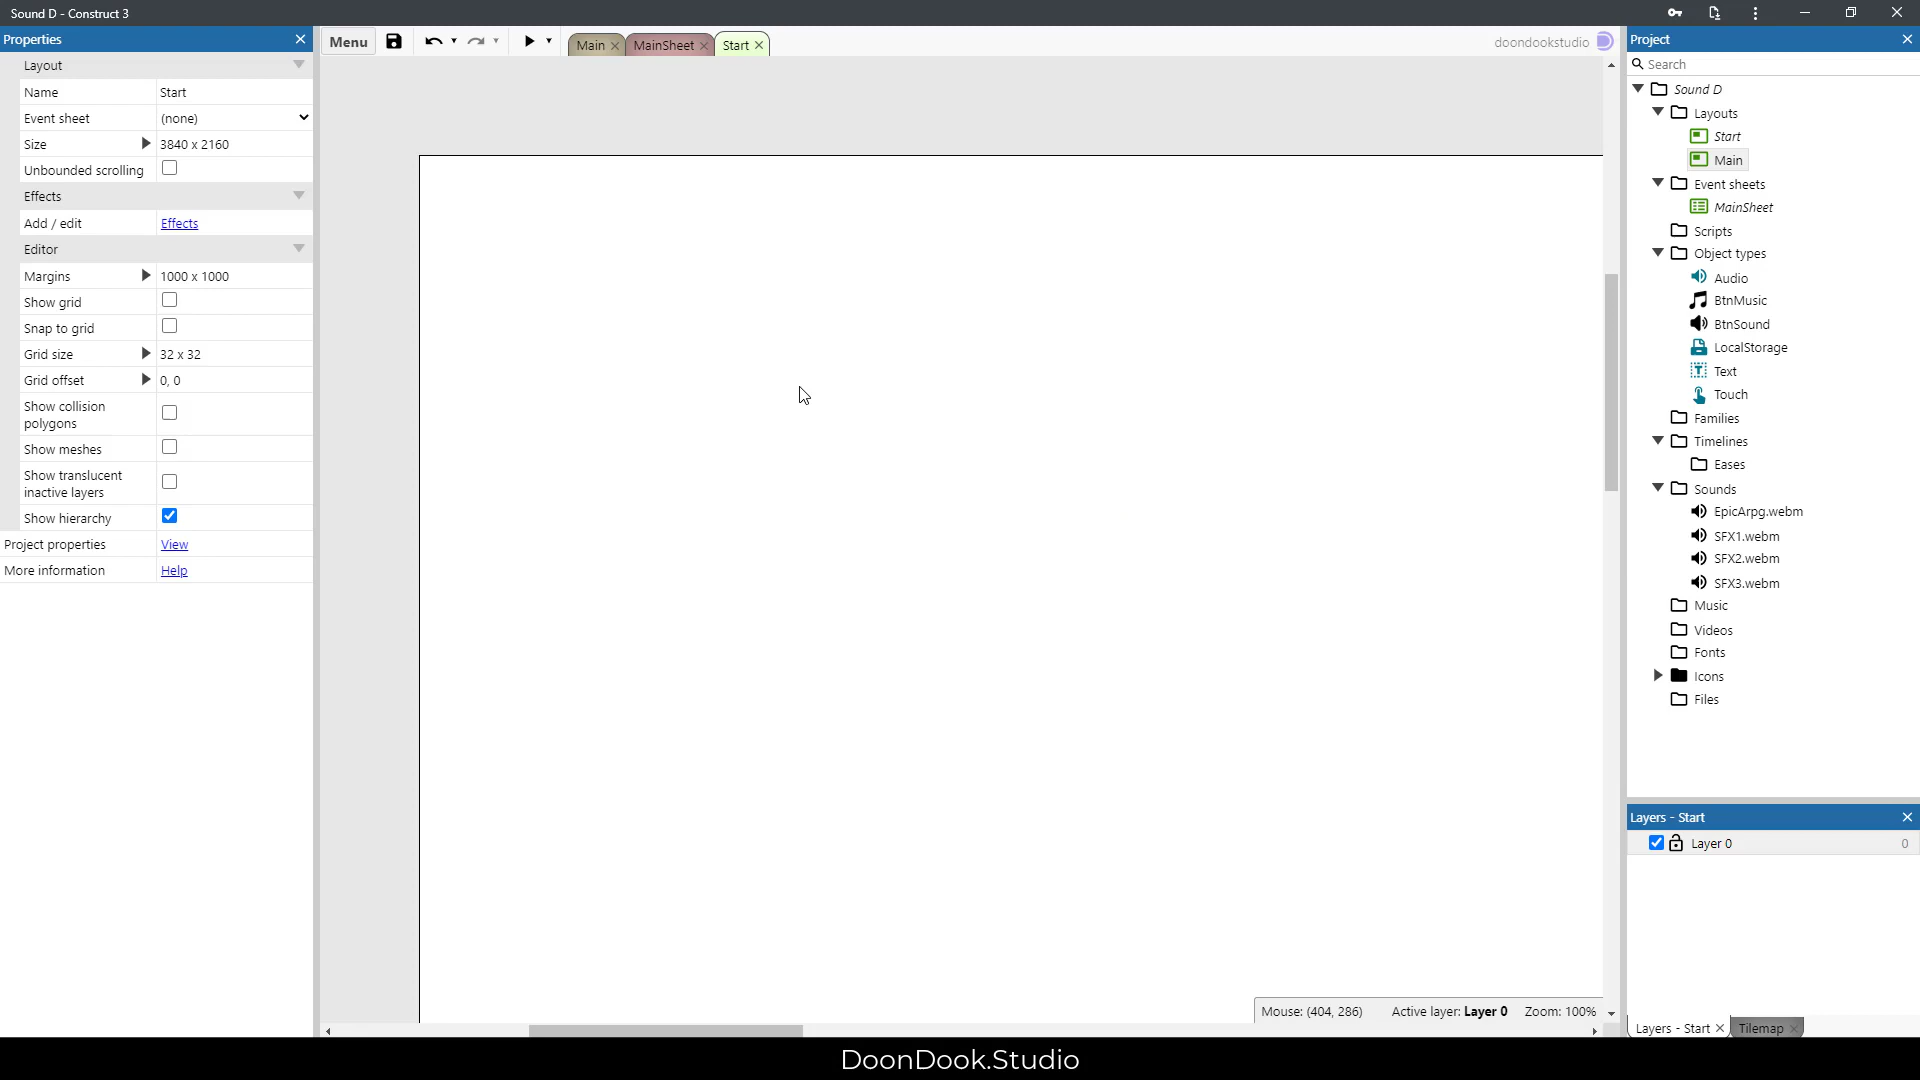 Sound D - Construct 3
Properties
Layout
Name Start
Event sheet (none)
Size 3840 x 2160
Unbounded scrolling
Effects
Add / edit Effects
Editor
Margins 1000 x 1000
Show grid
Snap to grid
Grid size 32 x 32
Grid offset 0, 0
Show collision
polygons
Show meshes
Show translucent
inactive layers
Show hierarchy
Project properties View
More information Help
Menu
Main
MainSheet
Start
doondookstudio
Mouse: (404, 286) Active layer: Layer 0 Zoom: 100%
Project
Search
Sound D
Layouts
Start
Main
Event sheets
MainSheet
Scripts
Object types
Audio
BtnMusic
BtnSound
LocalStorage
Text
Touch
Families
Timelines
Eases
Sounds
EpicArpg.webm
SFX1.webm
SFX2.webm
SFX3.webm
Music
Videos
Fonts
Icons
Files
Layers - Start
Layer 0 0
Layers - Start
Tilemap
DoonDook.Studio